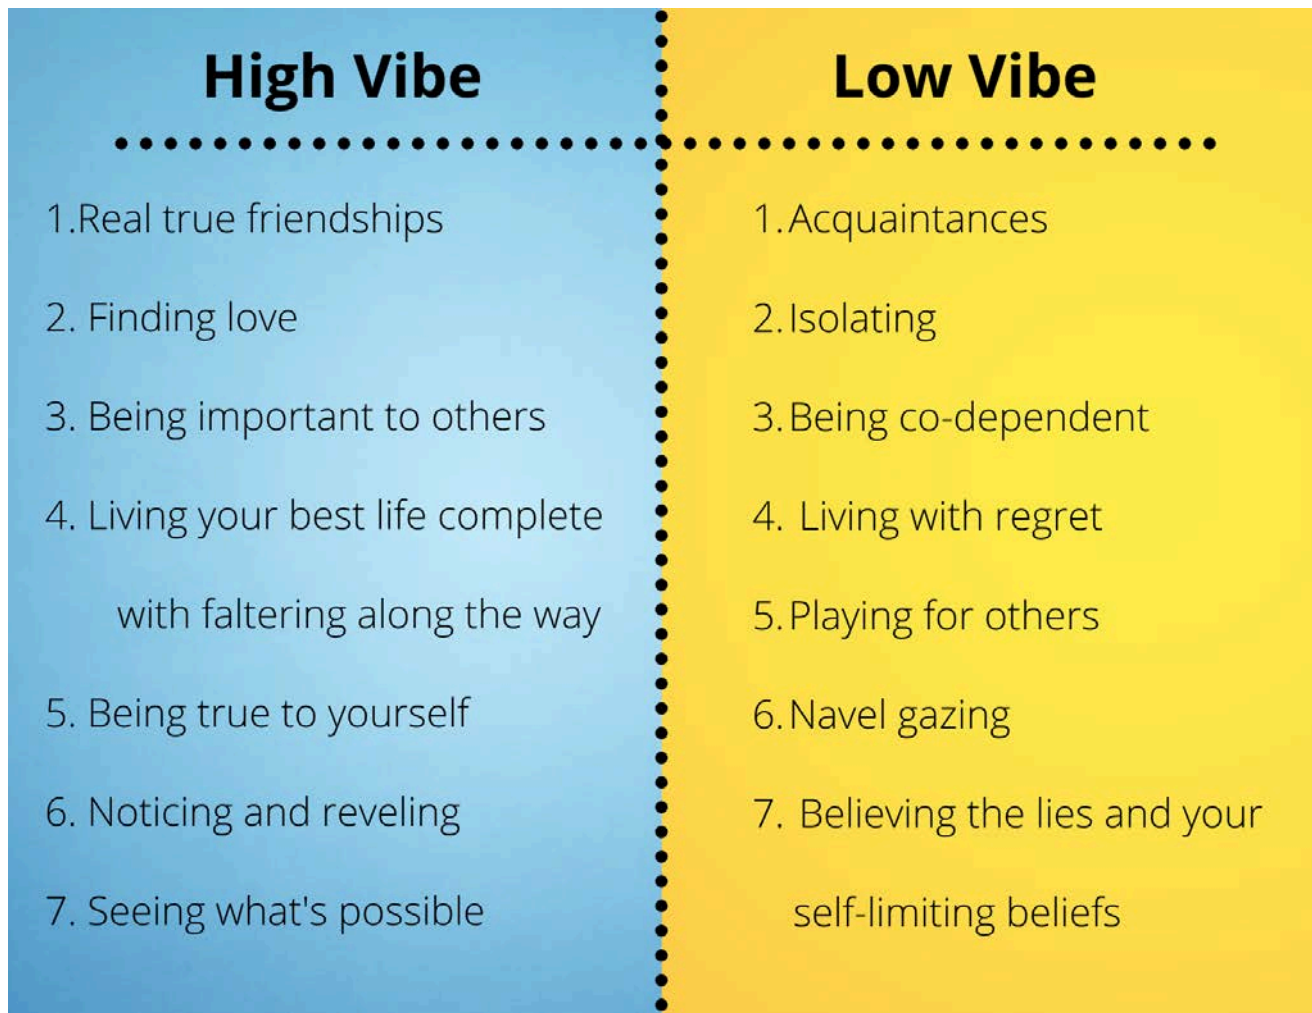 High Vibe
1.Real true friendships
2. Finding love
3. Being important to others
4. Living your best life complete
with faltering along the way
5. Being true to yourself
6. Noticing and reveling
7. Seeing what's possible
Low Vibe
1.Acquaintances
2.Isolating
3.Being co-dependent
4. Living with regret
5.Playing for others
6.Navel gazing
7. Believing the lies and your
self-limiting beliefs